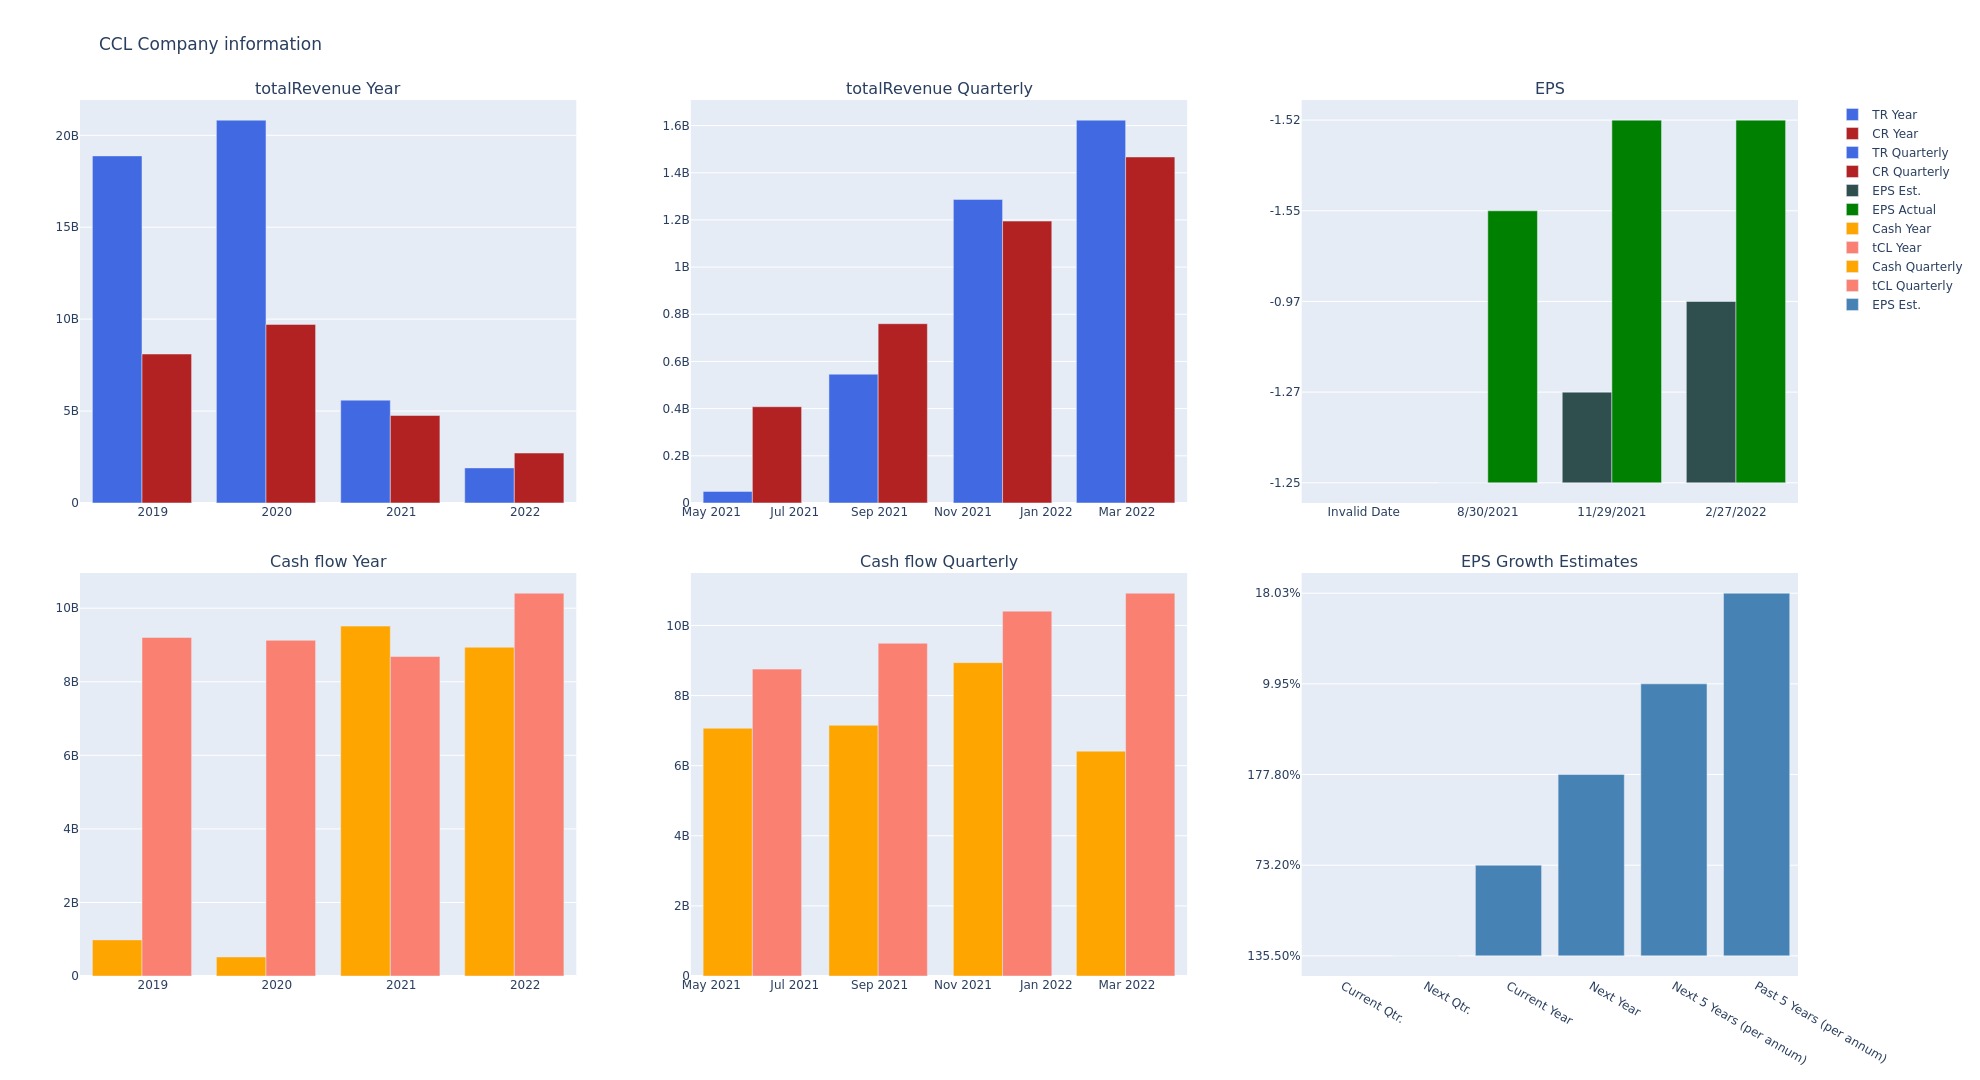 CCL Company information
totalRevenue Year
20B
15B
10B
5B
0
2019 2020 2021 2022
totalRevenue Quarterly
1.6B
1.4B
1.2B
1B
0.8B
0.6B
0.4B
0.2B
0
May 2021 Jul 2021 Sep 2021 Nov 2021 Jan 2022 Mar 2022
EPS
-1.52
-1.55
-0.97
-1.27
-1.25
Invalid Date 8/30/2021 11/29/2021 2/27/2022
TR Year
CR Year
TR Quarterly
CR Quarterly
EPS Est.
EPS Actual
Cash Year
tCL Year
Cash Quarterly
tCL Quarterly
EPS Est.
Cash flow Year
10B
8B
6B
4B
2B
0
2019 2020 2021 2022
Cash flow Quarterly
10B
8B
6B
4B
2B
0
May 2021 Jul 2021 Sep 2021 Nov 2021 Jan 2022 Mar 2022
EPS Growth Estimates
18.03%
9.95%
177.80%
73.20%
135.50%
Current Qtr.
Next Qtr.
Current Year
Next Year
Next 5 Years (per annum)
Past 5 Years (per annum)